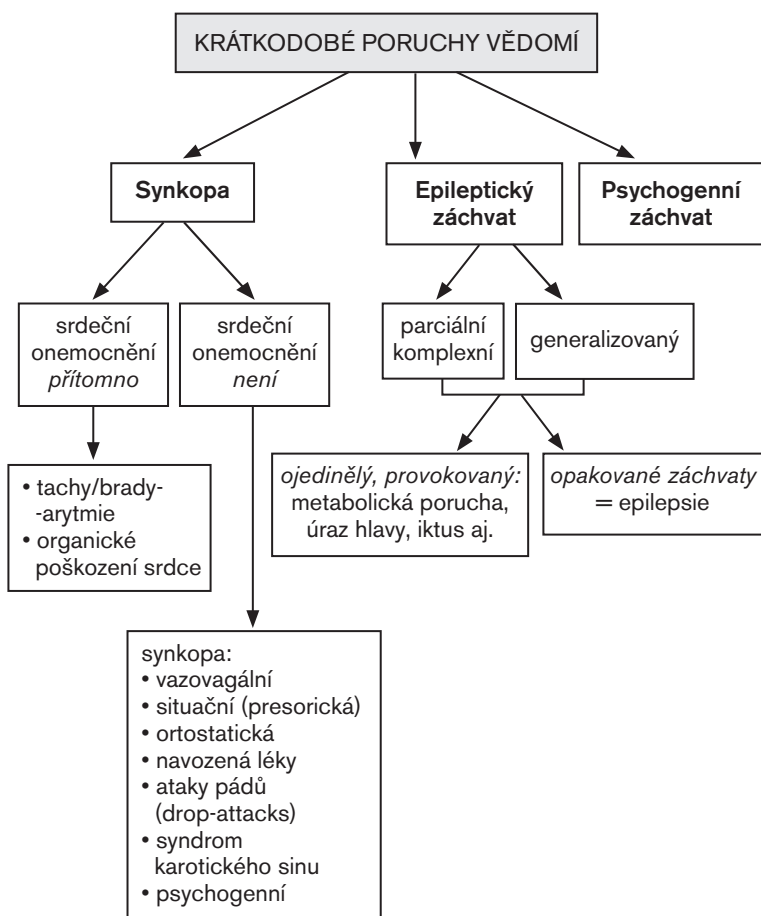 KRÁTKODOBÉ PORUCHY VĚDOMÍ
Synkopa
Epileptický
záchvat
Psychogenní
záchvat
srdeční
onemocnění
přítomno
srdeční
onemocnění
není
parciální
komplexní
generalizovaný
• tachy/brady-
-arytmie
• organické
poškození srdce
ojedinělý, provokovaný:
metabolická porucha,
úraz hlavy, iktus aj.
opakované záchvaty
= epilepsie
synkopa:
• vazovagální
• situační (presorická)
• ortostatická
• navozená léky
• ataky pádů
(drop-attacks)
• syndrom
karotického sinu
• psychogenní